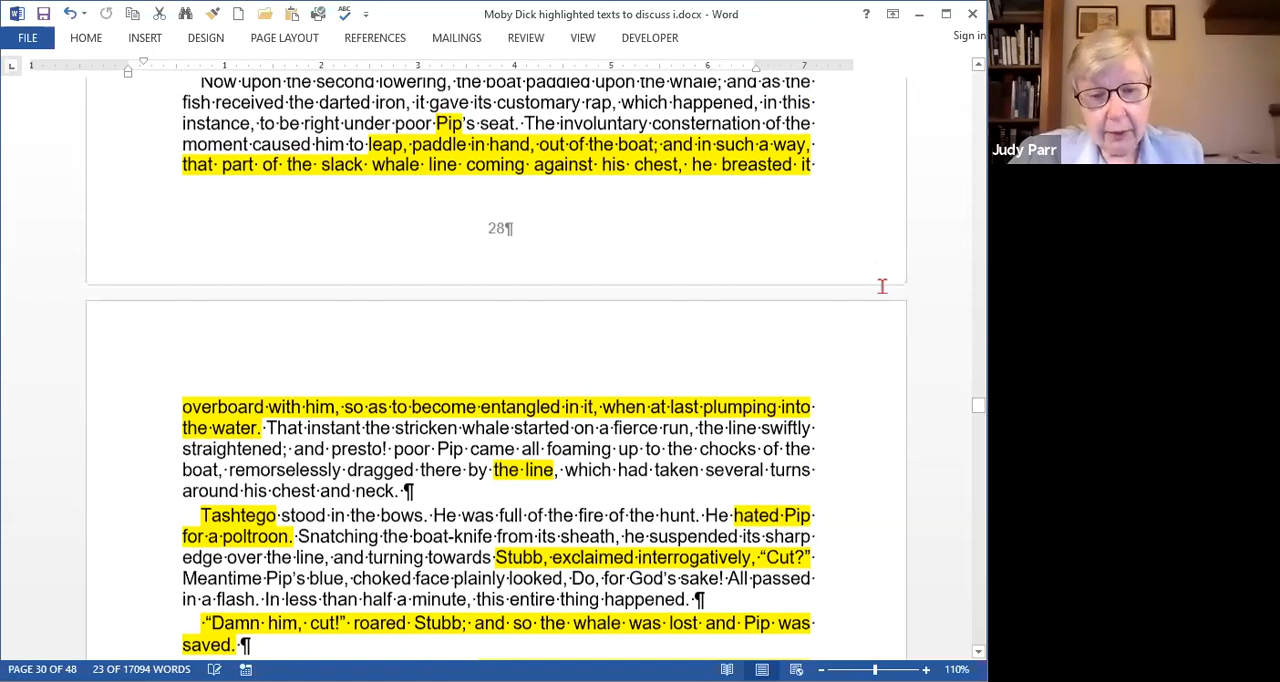 Moby Dick highlighted texts to discuss i.docx - Word
FILE HOME INSERT DESIGN PAGE LAYOUT REFERENCES MAILINGS REVIEW VIEW DEVELOPER Sign in
1 1 2 3 4 5 6 7
Now upon the second lowering, the boat paddled upon the whale; and as the
fish received the darted iron, it gave its customary rap, which happened, in this
instance, to be right under poor Pip's seat. The involuntary consternation of the
moment caused him to leap, paddle in hand, out of the boat; and in such a way,
that part of the slack whale line coming against his chest, he breasted it
28¶
overboard with him, so as to become entangled in it, when at last plumping into
the water. That instant the stricken whale started on a fierce run, the line swiftly
straightened; and presto! poor Pip came all foaming up to the chocks of the
boat, remorselessly dragged there by the line, which had taken several turns
around his chest and neck. ¶
Tashtego stood in the bows. He was full of the fire of the hunt. He hated Pip
for a poltroon. Snatching the boat-knife from its sheath, he suspended its sharp
edge over the line, and turning towards Stubb, exclaimed interrogatively, “Cut?”
Meantime Pip's blue, choked face plainly looked, Do, for God's sake! All passed
in a flash. In less than half a minute, this entire thing happened. ¶
“Damn him, cut!” roared Stubb; and so the whale was lost and Pip was
saved. ¶
PAGE 30 OF 48 23 OF 17094 WORDS 110%
Judy Parr